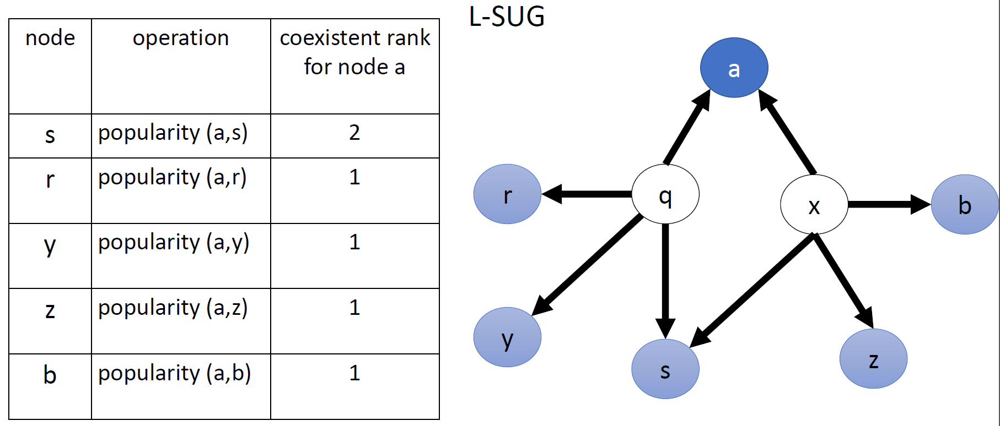 L-SUG
node operation coexistent rank
for node a
s popularity (a,s) 2
r popularity (a,r) 1
y popularity (a,y) 1
z popularity (a,z) 1
b popularity (a,b) 1
a
r
q
x
b
y
s
z